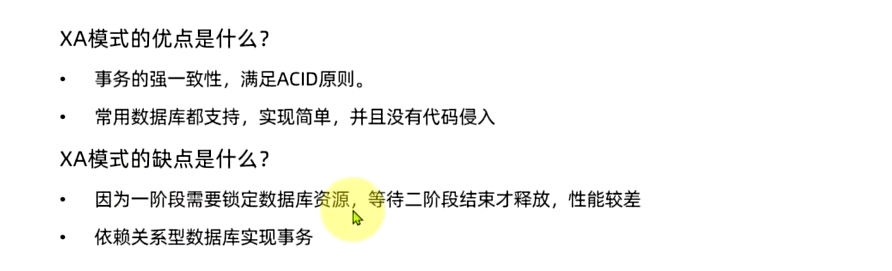 XA模式的优点是什么？
• 事务的强一致性，满足ACID原则。
• 常用数据库都支持，实现简单，并且没有代码侵入
XA模式的缺点是什么？
• 因为一阶段需要锁定数据库资源，等待二阶段结束才释放，性能较差
• 依赖关系型数据库实现事务